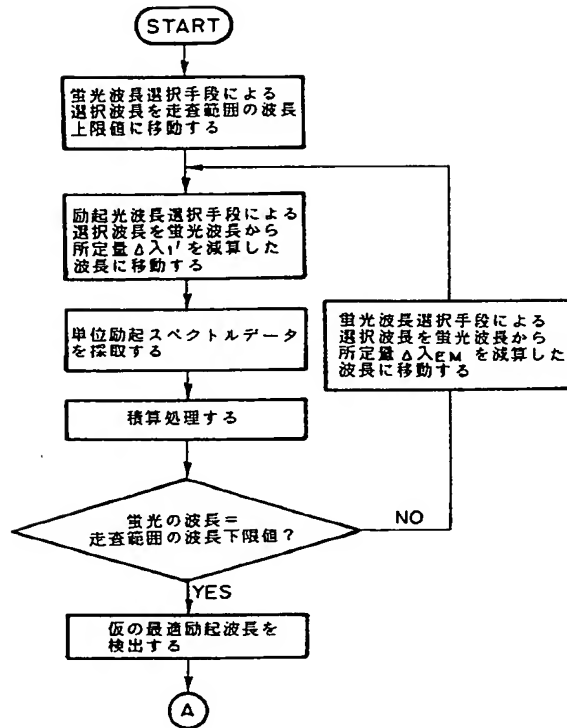 START
蛍光波長選択手段による
選択波長を走査範囲の波長
上限値に移動する
励起光波長選択手段による
選択波長を蛍光波長から
所定量Δ入1'を減算した
波長に移動する
単位励起スペクトルデータ
を採取する
積算処理する
蛍光の波長=
走査範囲の波長下限値?
NO
蛍光波長選択手段による
選択波長を蛍光波長から
所定量Δ入EMを減算した
波長に移動する
YES
仮の最適励起波長を
検出する
A